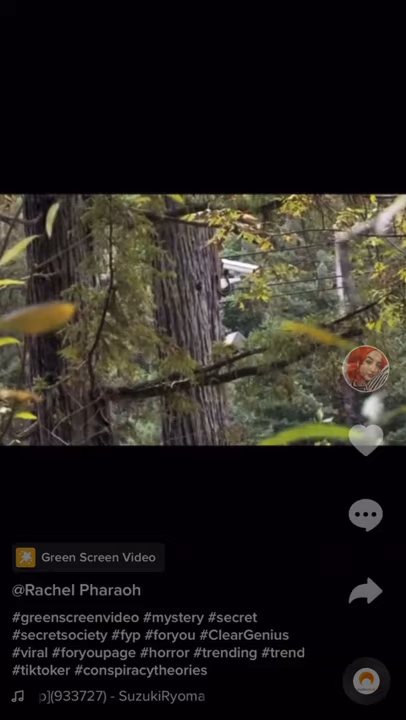 Green Screen Video
@Rachel Pharaoh
#greenscreenvideo #mystery #secret
#secretsociety #fyp #foryou #ClearGenius
#viral #foryoupage #horror #trending #trend
#tiktoker #conspiracytheories
p](933727) - SuzukiRyoma